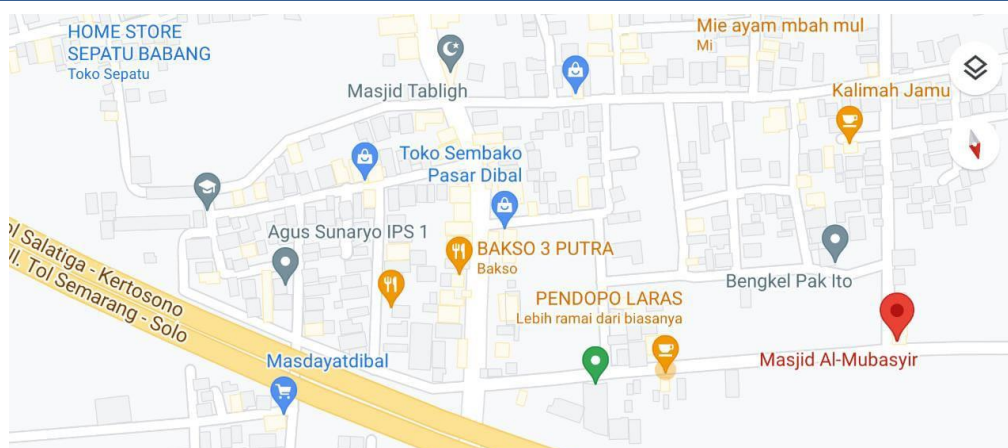 HOME STORE
SEPATU BABANG
Toko Sepatu
Mie ayam mbah mul
Mi
Masjid Tabligh
Kalimah Jamu
Toko Sembako
Pasar Dibal
Agus Sunaryo IPS 1
BAKSO 3 PUTRA
Bakso
Salatiga - Kertosono
Jl. Tol Semarang - Solo
Bengkel Pak Ito
PENDOPO LARAS
Lebih ramai dari biasanya
Masdayatdibal
Masjid Al-Mubasyir